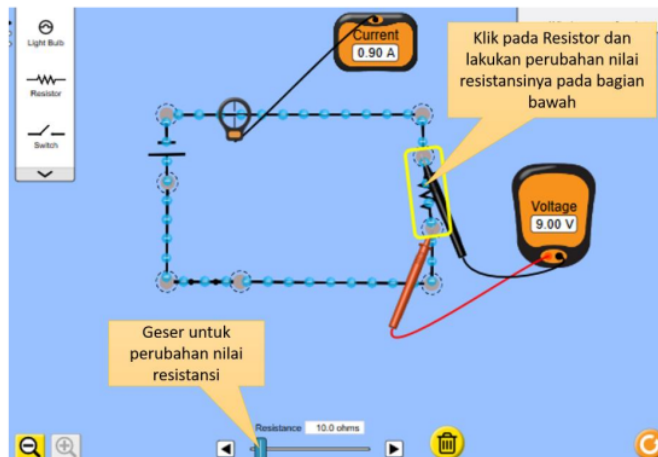 Light Bulb
Resistor
Switch
Current
0.90 A
Klik pada Resistor dan
lakukan perubahan nilai
resistansinya pada bagian
bawah
Voltage
9.00 V
Geser untuk
perubahan nilai
resistansi
Resistance 10.0 ohms